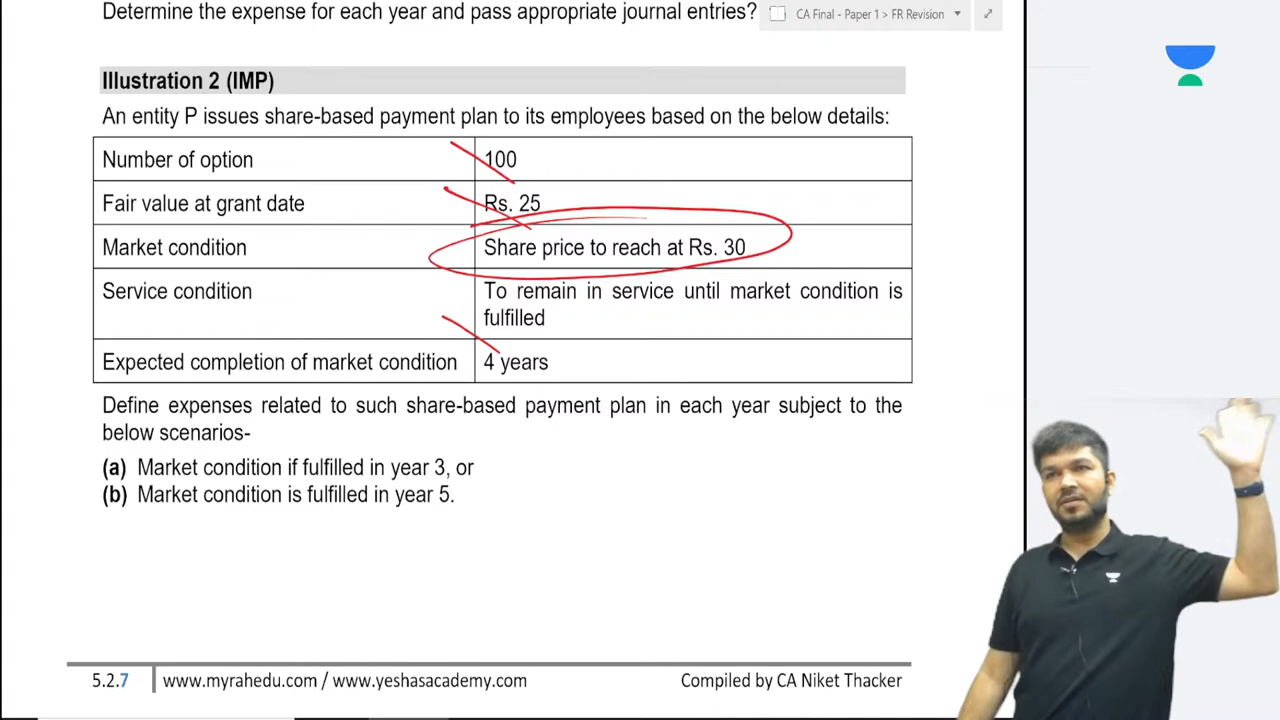 Determine the expense for each year and pass appropriate journal entries?
CA Final - Paper 1 > FR Revision
Illustration 2 (IMP)
An entity P issues share-based payment plan to its employees based on the below details:
Number of option 100
Fair value at grant date Rs. 25
Market condition Share price to reach at Rs. 30
Service condition To remain in service until market condition is
fulfilled
Expected completion of market condition 4 years
Define expenses related to such share-based payment plan in each year subject to the
below scenarios-
(a) Market condition if fulfilled in year 3, or
(b) Market condition is fulfilled in year 5.
5.2.7 www.myrahedu.com / www.yeshasacademy.com Compiled by CA Niket Thacker